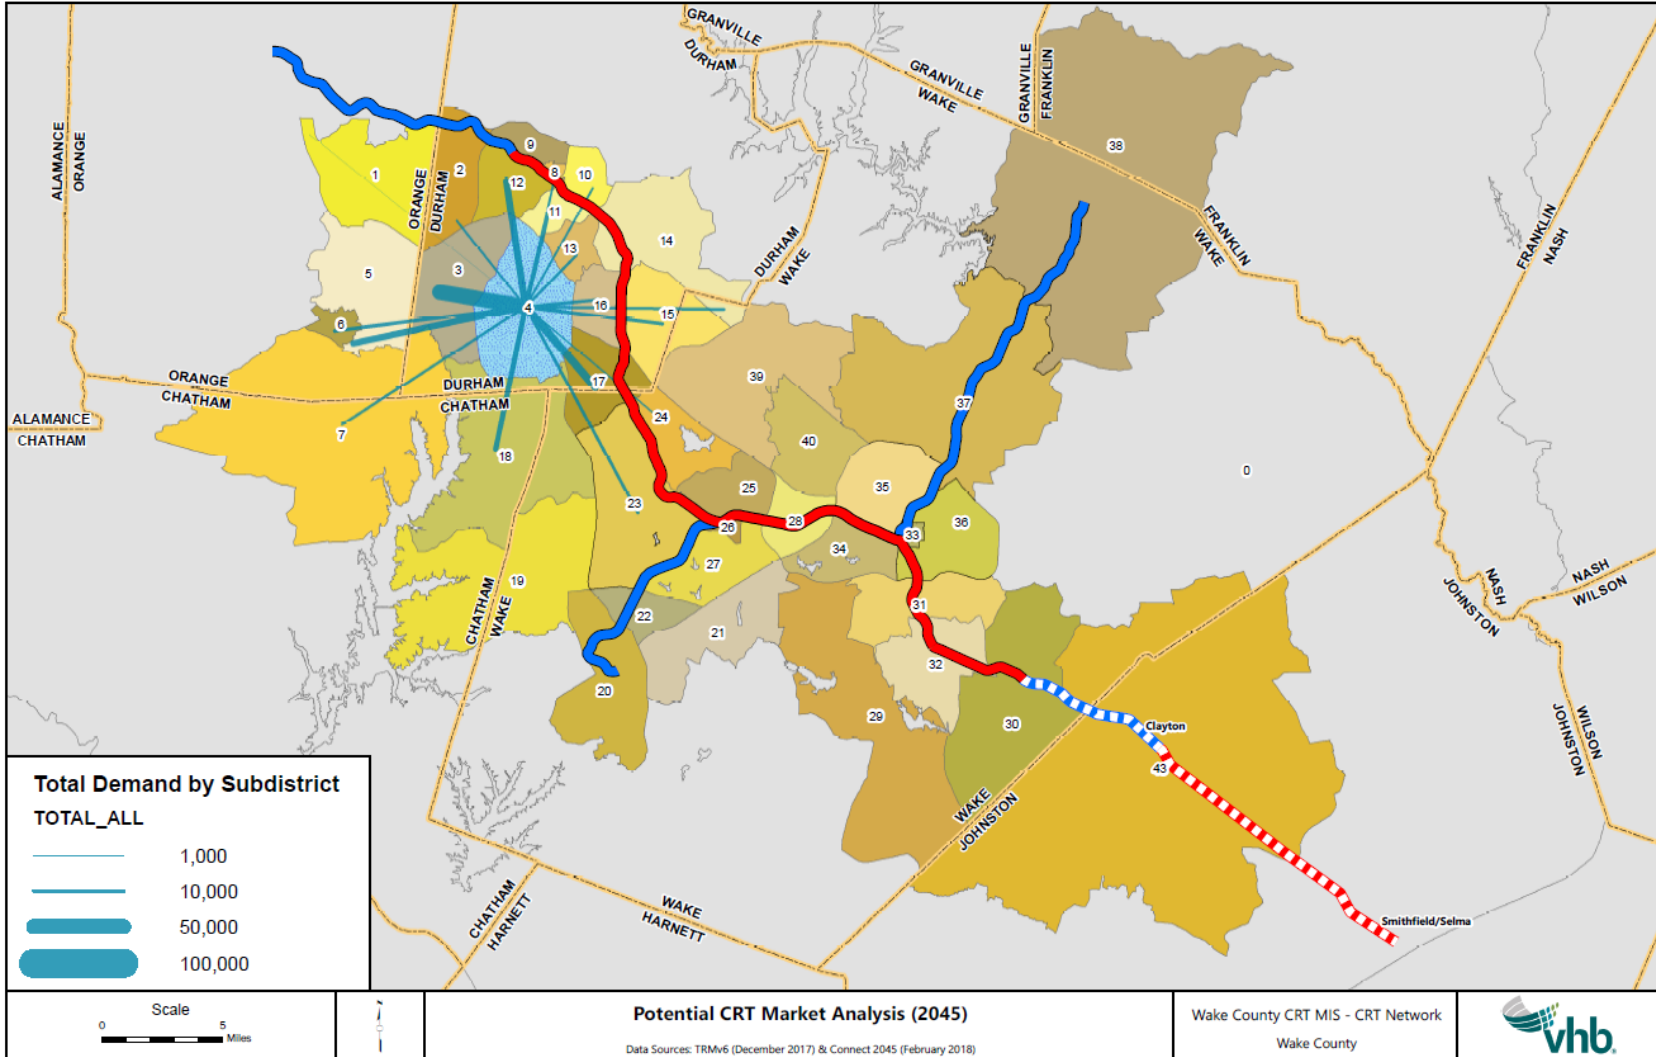 GRANVILLE
DURHAM
GRANVILLE
WAKE
GRANVILLE
FRANKLIN
ALAMANCE
ORANGE
ORANGE
DURHAM
DURHAM
WAKE
FRANKLIN
WAKE
FRANKLIN
NASH
38
9
1
2
12
8
10
11
14
5
3
13
4
16
15
6
39
37
ORANGE
CHATHAM
DURHAM
CHATHAM
17
24
ALAMANCE
CHATHAM
7
18
40
0
23
25
35
26
28
33
36
34
27
19
CHATHAM
WAKE
22
21
31
32
20
29
30
Clayton
43
NASH
JOHNSTON
NASH
WILSON
WILSON
JOHNSTON
WAKE
JOHNSTON
Smithfield/Selma
CHATHAM
HARNETT
WAKE
HARNETT
Total Demand by Subdistrict
TOTAL_ALL
1,000
10,000
50,000
100,000
Scale
0 5
Miles
Potential CRT Market Analysis (2045)
Data Sources: TRMv6 (December 2017) & Connect 2045 (February 2018)
Wake County CRT MIS - CRT Network
Wake County
vhb